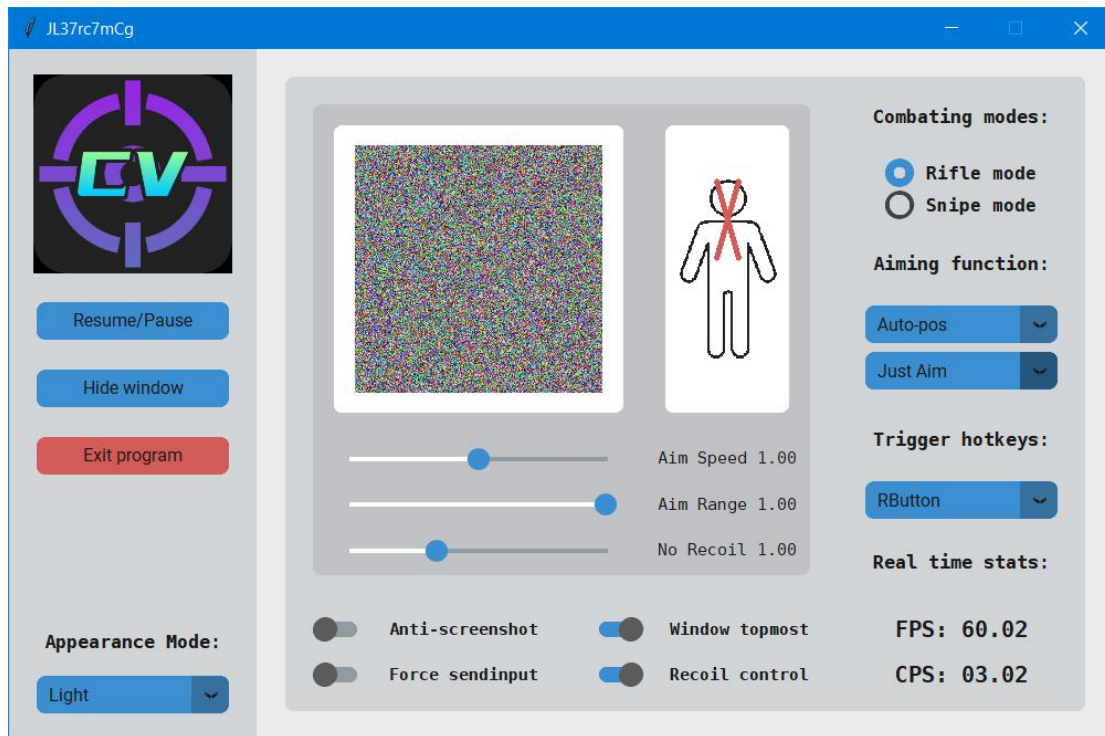 JL37rc7mCg
CV
Resume/Pause
Hide window
Exit program
Appearance Mode:
Light
Aim Speed 1.00
Aim Range 1.00
No Recoil 1.00
Anti-screenshot
Window topmost
Force sendinput
Recoil control
Combating modes:
Rifle mode
Snipe mode
Aiming function:
Auto-pos
Just Aim
Trigger hotkeys:
RButton
Real time stats:
FPS: 60.02
CPS: 03.02